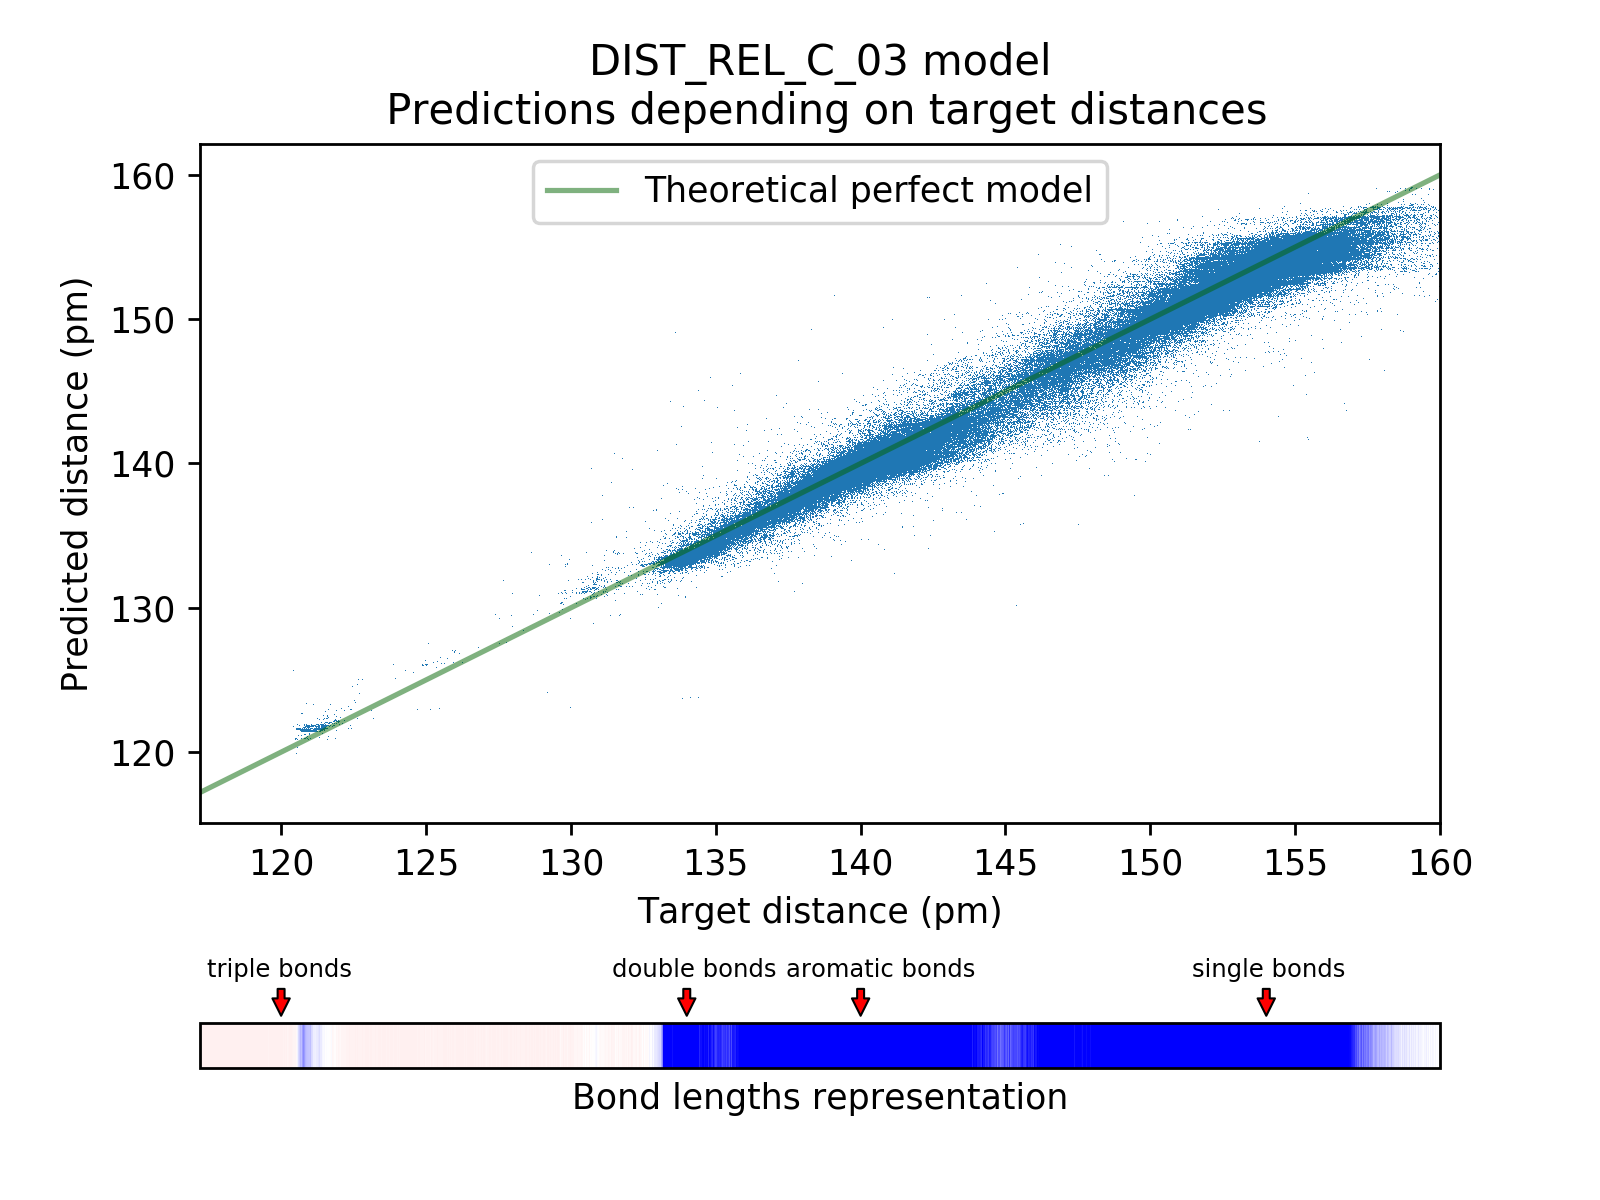 DIST_REL_C_03 model
Predictions depending on target distances
Theoretical perfect model
160
150
140
130
120
Predicted distance (pm)
120 125 130 135 140 145 150 155 160
Target distance (pm)
triple bonds double bonds aromatic bonds single bonds
Bond lengths representation